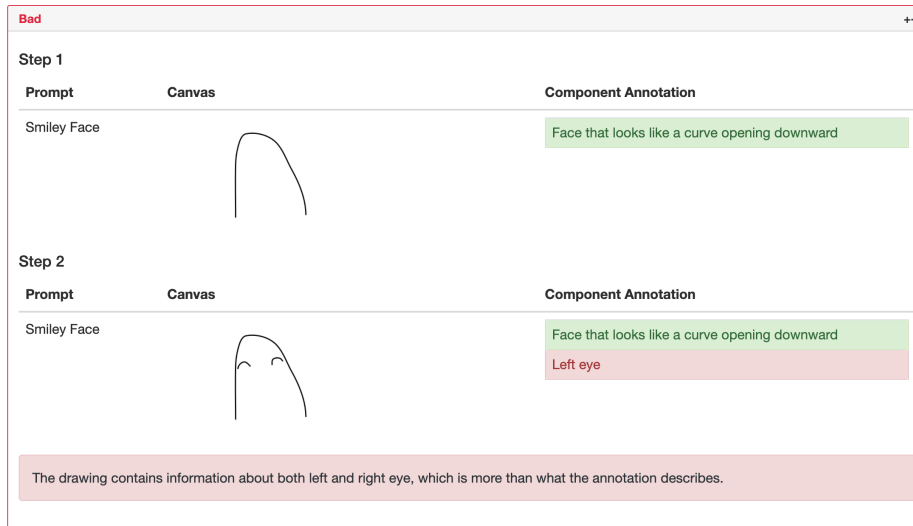 Bad
Step 1
Prompt Canvas Component Annotation
Smiley Face Face that looks like a curve opening downward
Step 2
Prompt Canvas Component Annotation
Smiley Face Face that looks like a curve opening downward
Left eye
The drawing contains information about both left and right eye, which is more than what the annotation describes.